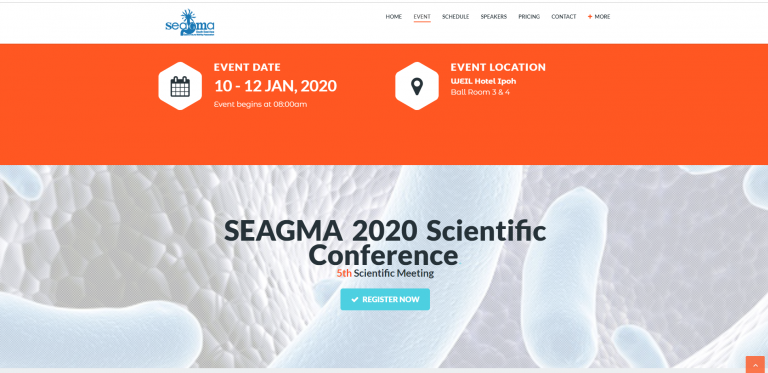 seagma
HOME EVENT SCHEDULE SPEAKERS PRICING CONTACT + MORE
EVENT DATE
10 - 12 JAN, 2020
Event begins at 08:00am
EVENT LOCATION
WEIL Hotel Ipoh
Ball Room 3 & 4
SEAGMA 2020 Scientific
Conference
5th Scientific Meeting
REGISTER NOW